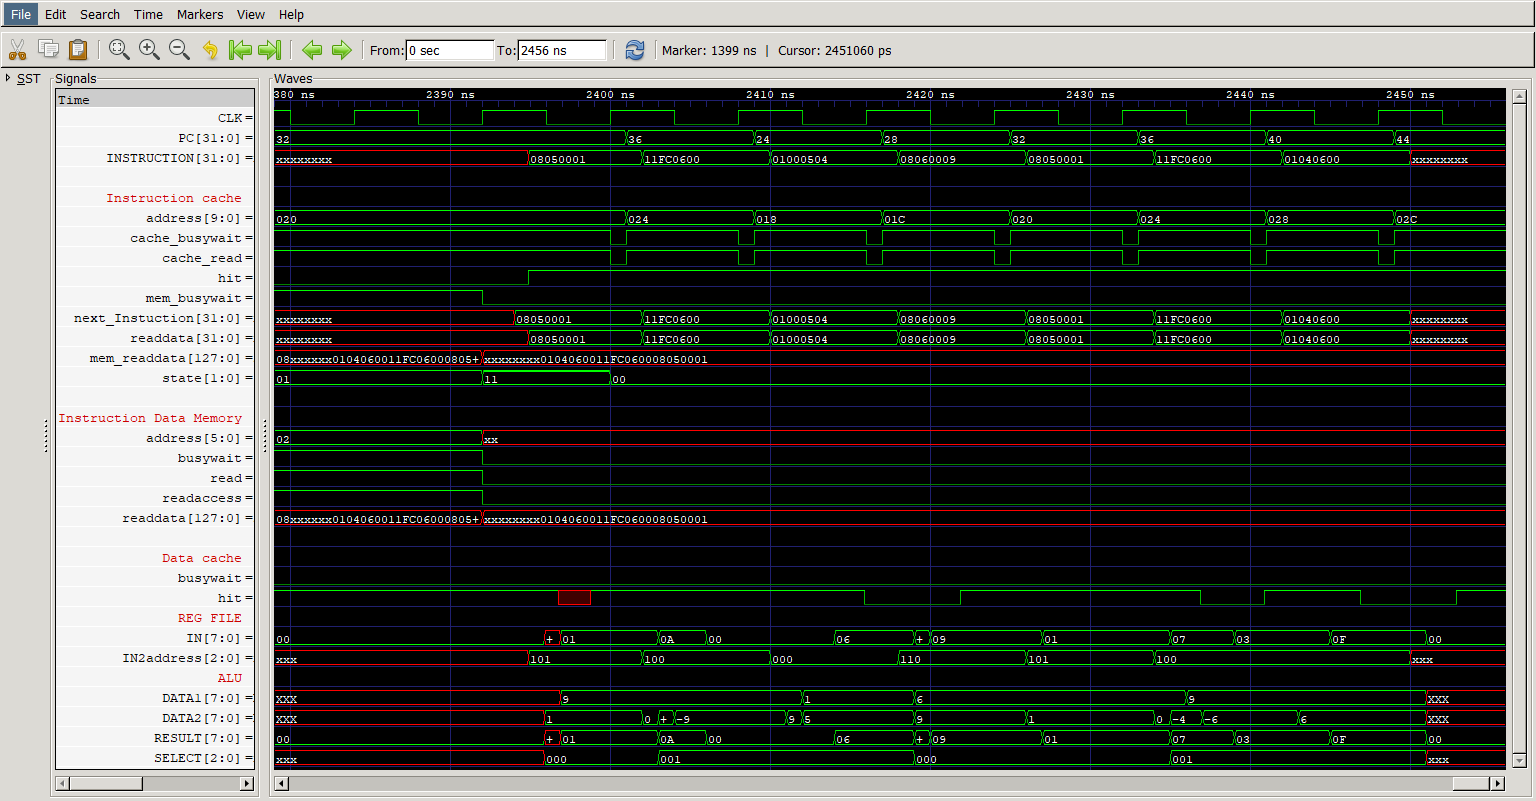 File Edit Search Time Markers View Help
From: 0 sec To: 2456 ns Marker: 1399 ns | Cursor: 2451060 ps
SST Signals Waves
Time 380 ns 2390 ns 2400 ns 2410 ns 2420 ns 2430 ns 2440 ns 2450 ns
CLK =
PC[31:0] = 32 36 24 28 32 36 40 44
INSTRUCTION[31:0] = xxxxxxxx 08050001 11FC0600 01000504 08060009 08050001 11FC0600 01040600 xxxxxxxx
Instruction cache
address[9:0] = 020 024 018 01C 020 024 028 02C
cache_busywait =
cache_read =
hit =
mem_busywait =
next_Instuction[31:0] = xxxxxxxx 08050001 11FC0600 01000504 08060009 08050001 11FC0600 01040600 xxxxxxxx
readdata[31:0] = xxxxxxxx 08050001 11FC0600 01000504 08060009 08050001 11FC0600 01040600 xxxxxxxx
mem_readdata[127:0] = 08xxxxxx0104060011FC06000805+ xxxxxxxx0104060011FC060008050001
state[1:0] = 01 11 00
Instruction Data Memory
address[5:0] = 02 xx
busywait =
read =
readaccess =
readdata[127:0] = 08xxxxxx0104060011FC06000805+ xxxxxxxx0104060011FC060008050001
Data cache
busywait =
hit =
REG FILE
IN[7:0] = 00 + 01 0A 00 06 + 09 01 07 03 0F 00
IN2address[2:0] = xxx 101 100 000 110 101 100 xxx
ALU
DATA1[7:0] = XXX 9 1 6 9 XXX
DATA2[7:0] = XXX 1 0 + -9 9 5 9 1 0 -4 -6 6 XXX
RESULT[7:0] = 00 + 01 0A 00 06 + 09 01 07 03 0F 00
SELECT[2:0] = xxx 000 001 000 001 xxx